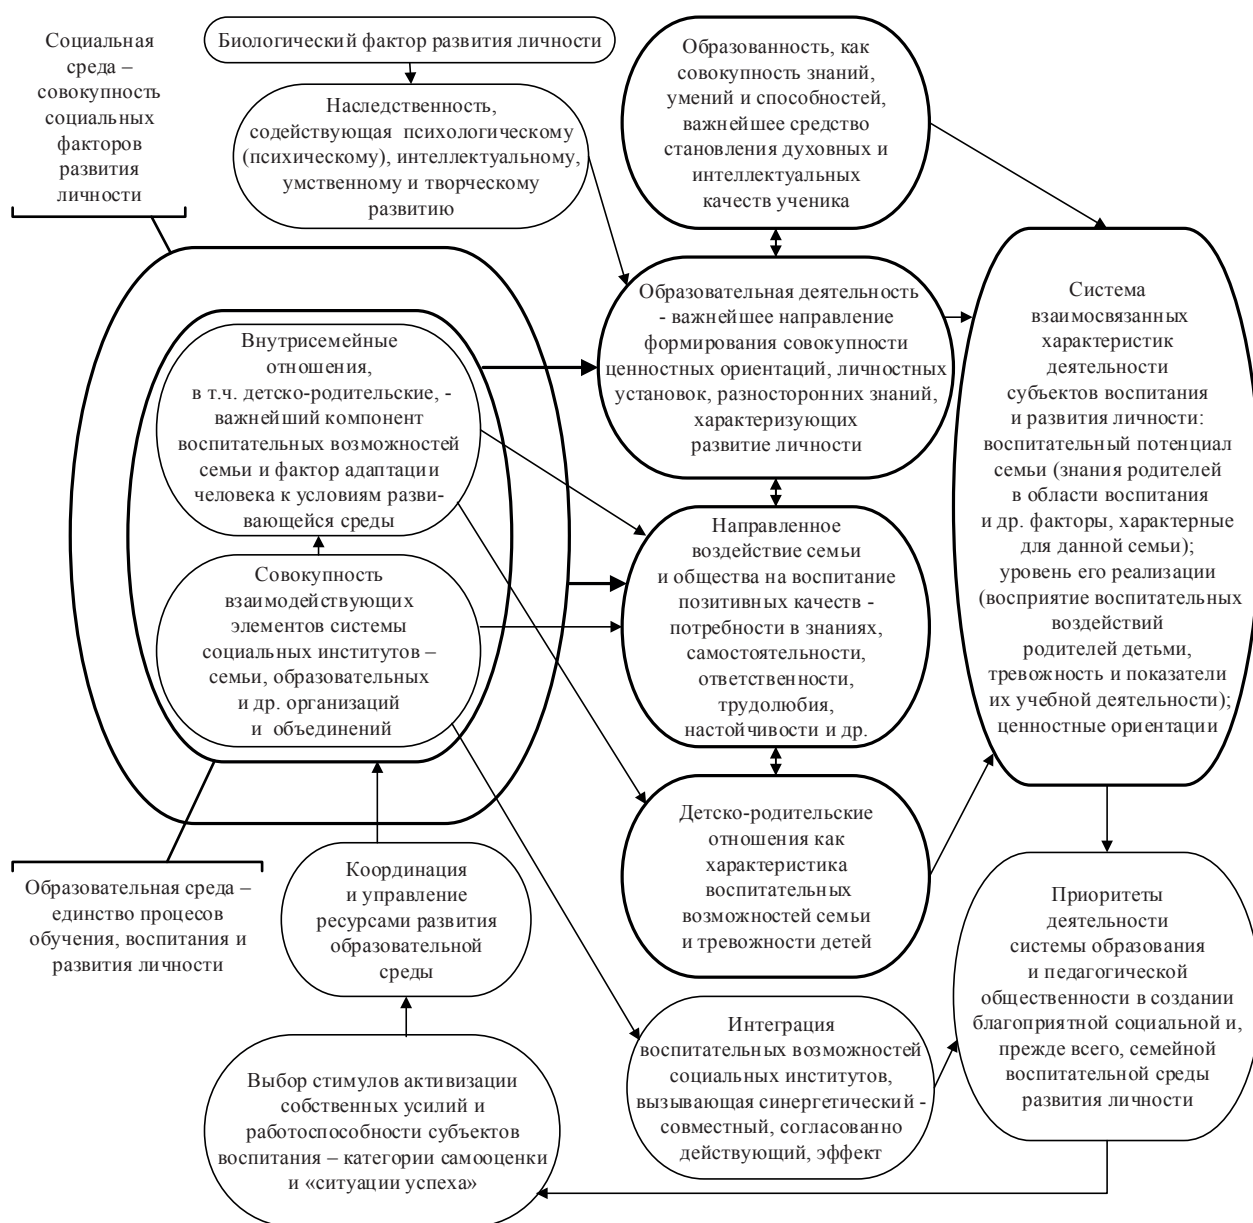 Социальная
среда –
совокупность
социальных
факторов
развития
личности
Биологический фактор развития личности
Наследственность,
содействующая психологическому
(психическому), интеллектуальному,
умственному и творческому
развитию
Образованность, как
совокупность знаний,
умений и способностей,
важнейшее средство
становления духовных и
интеллектуальных
качеств ученика
Образовательная деятельность
- важнейшее направление
формирования совокупности
ценностных ориентаций, личностных
установок, разносторонних знаний,
характеризующих
развитие личности
Система
взаимосвязанных
характеристик
деятельности
субъектов воспитания
и развития личности:
воспитательный потенциал
семьи (знания родителей
в области воспитания
и др. факторы, характерные
для данной семьи);
уровень его реализации
(восприятие воспитательных
воздействий
родителей детьми,
тревожность и показатели
их учебной деятельности);
ценностные ориентации
Внутрисемейные
отношения,
в т.ч. детско-родительские, -
важнейший компонент
воспитательных возможностей
семьи и фактор адаптации
человека к условиям разви-
вающейся среды
Совокупность
взаимодействующих
элементов системы
социальных институтов –
семьи, образовательных
и др. организаций
и объединений
Направленное
воздействие семьи
и общества на воспитание
позитивных качеств -
потребности в знаниях,
самостоятельности,
ответственности,
трудолюбия,
настойчивости и др.
Детско-родительские
отношения как
характеристика
воспитательных
возможностей семьи
и тревожности детей
Образовательная среда –
единство процесов
обучения, воспитания и
развития личности
Координация
и управление
ресурсами развития
образовательной
среды
Приоритеты
деятельности
системы образования
и педагогической
общественности в создании
благоприятной социальной и,
прежде всего, семейной
воспитательной среды
развития личности
Интеграция
воспитательных возможностей
социальных институтов,
вызывающая синергетический -
совместный, согласованно
действующий, эффект
Выбор стимулов активизации
собственных усилий и
работоспособности субъектов
воспитания – категории самооценки
и «ситуации успеха»